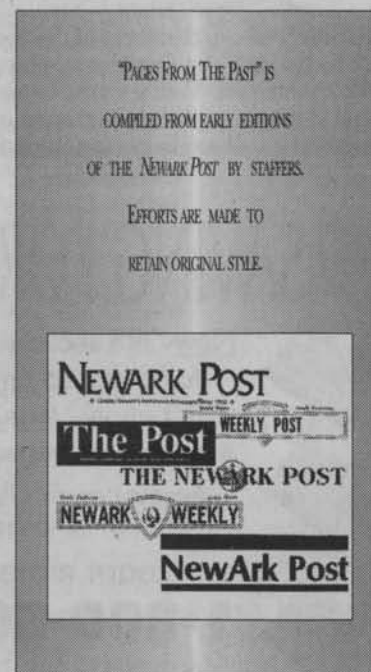 "PAGES FROM THE PAST" IS
COMPILED FROM EARLY EDITIONS
OF THE NEWARK POST BY STAFFERS.
EFFORTS ARE MADE TO
RETAIN ORIGINAL STYLE.
NEWARK POST
WEEKLY POST
The Post
THE NEWARK POST
NEWARK WEEKLY
NewArk Post